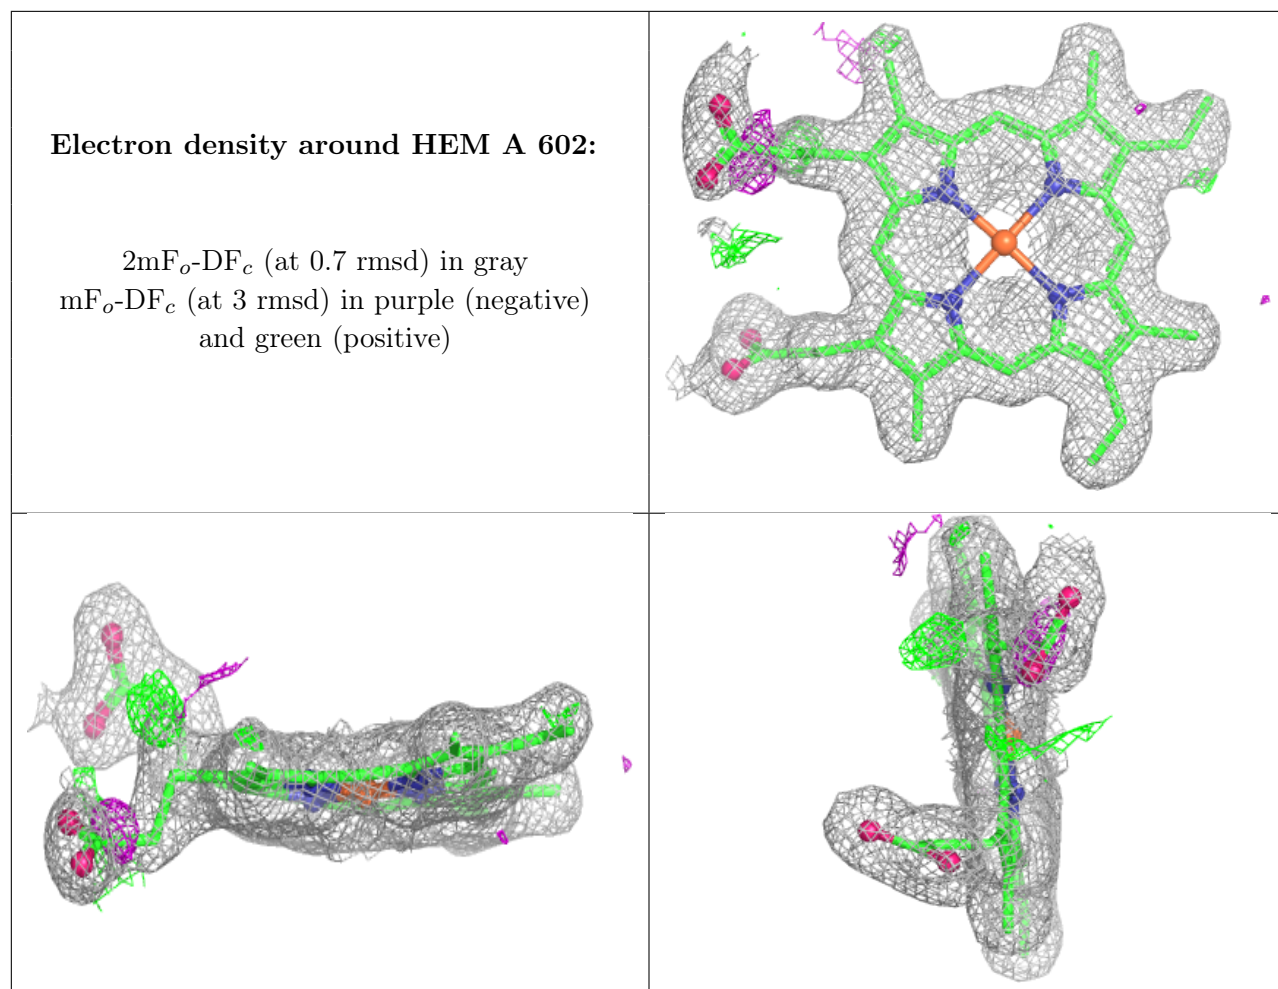 Electron density around HEM A 602:
2mFo-DFc (at 0.7 rmsd) in gray
mFo-DFc (at 3 rmsd) in purple (negative)
and green (positive)